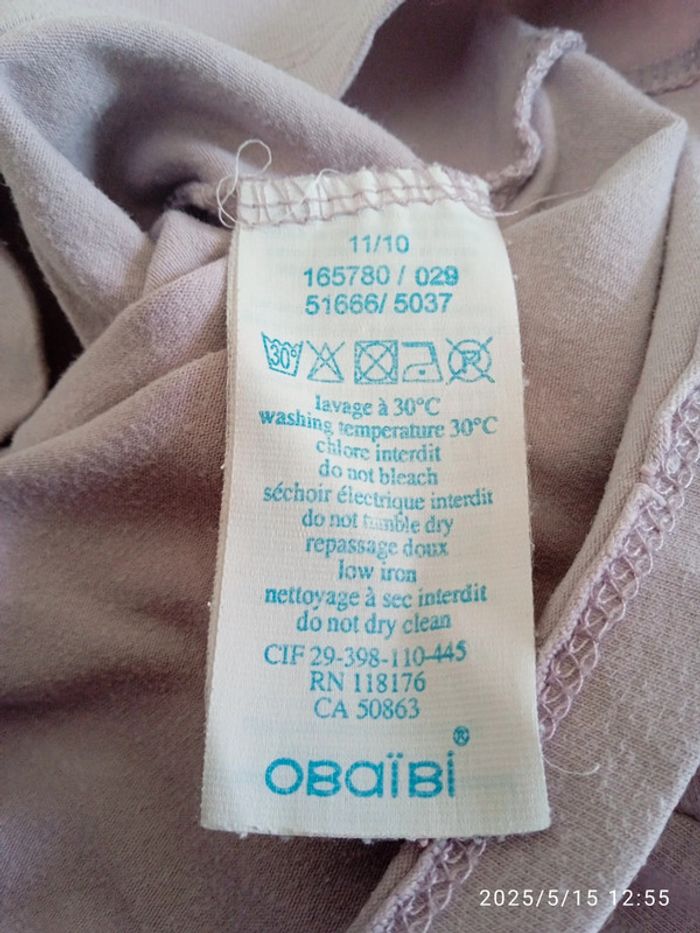 11/10
165780 / 029
51666/ 5037
30°
P
lavage à 30°C
washing temperature 30°C
chlore interdit
do not bleach
séchoir électrique interdit
do not tumble dry
repassage doux
low iron
nettoyage à sec interdit
do not dry clean
CIF 29-398-110-445
RN 118176
CA 50863
OBaïBi®
2025/5/15 12:55